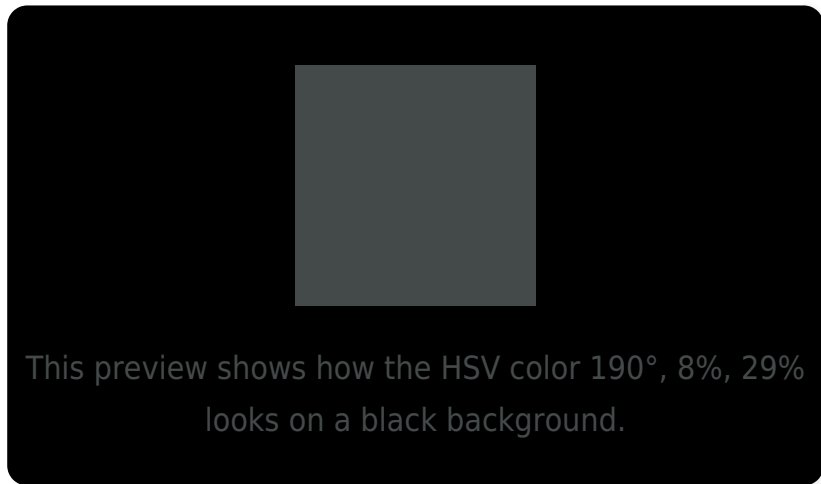 This preview shows how the HSV color 190°, 8%, 29%
looks on a black background.